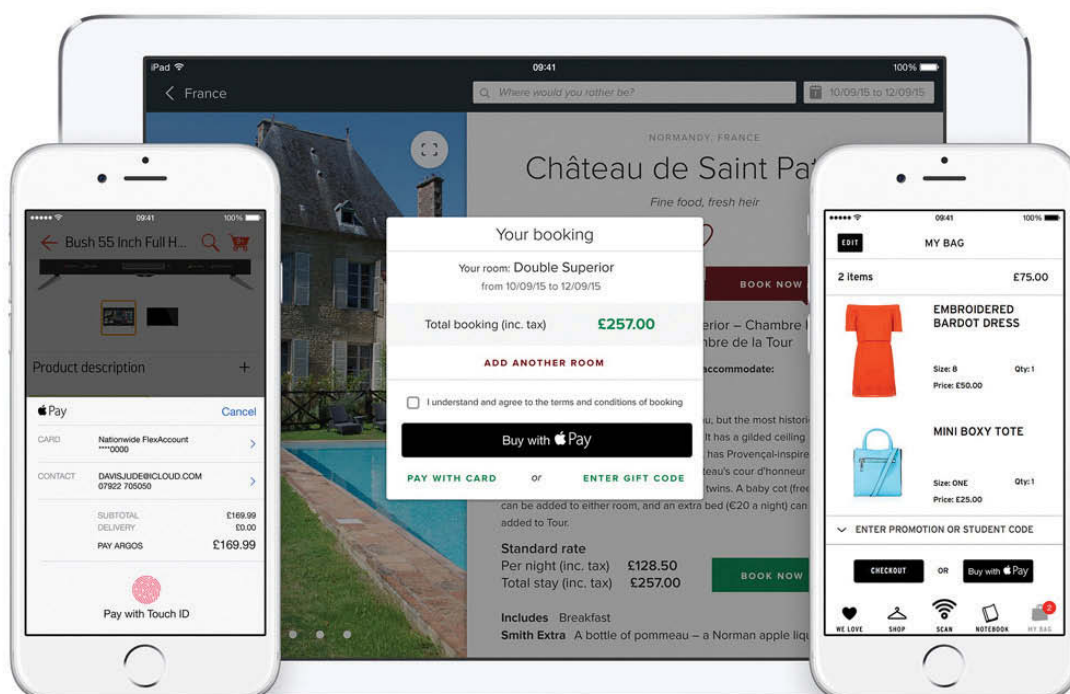 iPad 09:41 100%
France
Where would you rather be?
10/09/15 to 12/09/15
NORMANDY, FRANCE
Château de Saint Pat
Fine food, fresh heir
BOOK NOW
Your booking
Your room: Double Superior
from 10/09/15 to 12/09/15
Total booking (inc. tax) £257.00
ADD ANOTHER ROOM
I understand and agree to the terms and conditions of booking
Buy with Pay
PAY WITH CARD or ENTER GIFT CODE
erior – Chambre
mbre de la Tour
accommodate:
u, but the most histori
It has a gilded ceiling
has Provençal-inspire
teau's cour d'honneur
twins. A baby cot (free
can be added to either room, and an extra bed (€20 a night) can
added to Tour.
Standard rate
Per night (inc. tax) £128.50
Total stay (inc. tax) £257.00
BOOK NOW
Includes Breakfast
Smith Extra A bottle of pommeau – a Norman apple liqu
09:41 100%
Bush 55 Inch Full H...
Product description +
Pay Cancel
CARD Nationwide FlexAccount
****0000
CONTACT DAVISJUDE@ICLOUD.COM
07922 705050
SUBTOTAL £169.99
DELIVERY £0.00
PAY ARGOS £169.99
Pay with Touch ID
09:41 100%
EDIT MY BAG
2 items £75.00
EMBROIDERED
BARDOT DRESS
Size: 8 Qty: 1
Price: £50.00
MINI BOXY TOTE
Size: ONE Qty: 1
Price: £25.00
ENTER PROMOTION OR STUDENT CODE
CHECKOUT OR Buy with Pay
WE LOVE SHOP SCAN NOTEBOOK MY BAG
2